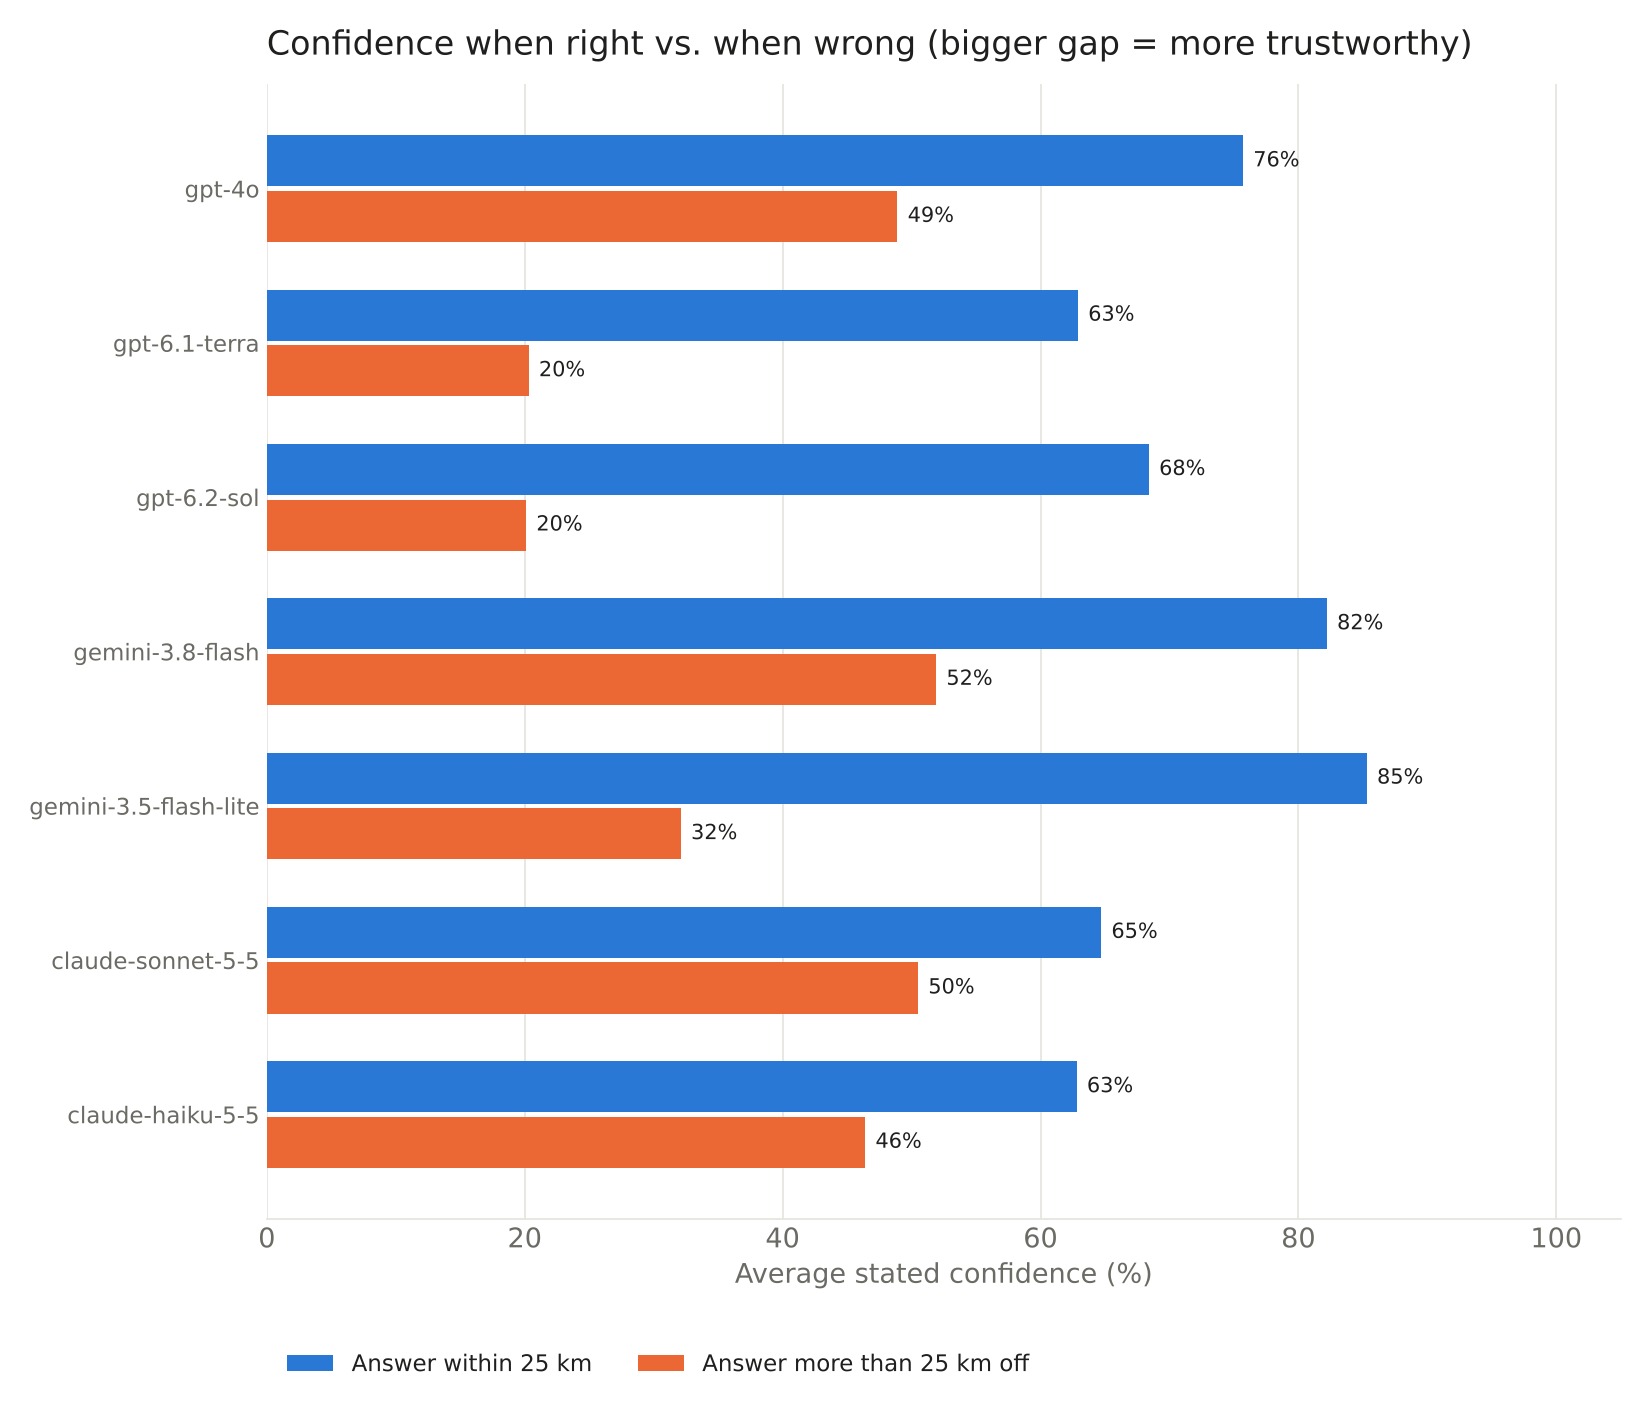 Confidence when right vs. when wrong (bigger gap = more trustworthy)
gpt-4o
76%
49%
gpt-6.1-terra
63%
20%
gpt-6.2-sol
68%
20%
gemini-3.8-flash
82%
52%
gemini-3.5-flash-lite
85%
32%
claude-sonnet-5-5
65%
50%
claude-haiku-5-5
63%
46%
0 20 40 60 80 100
Average stated confidence (%)
Answer within 25 km Answer more than 25 km off